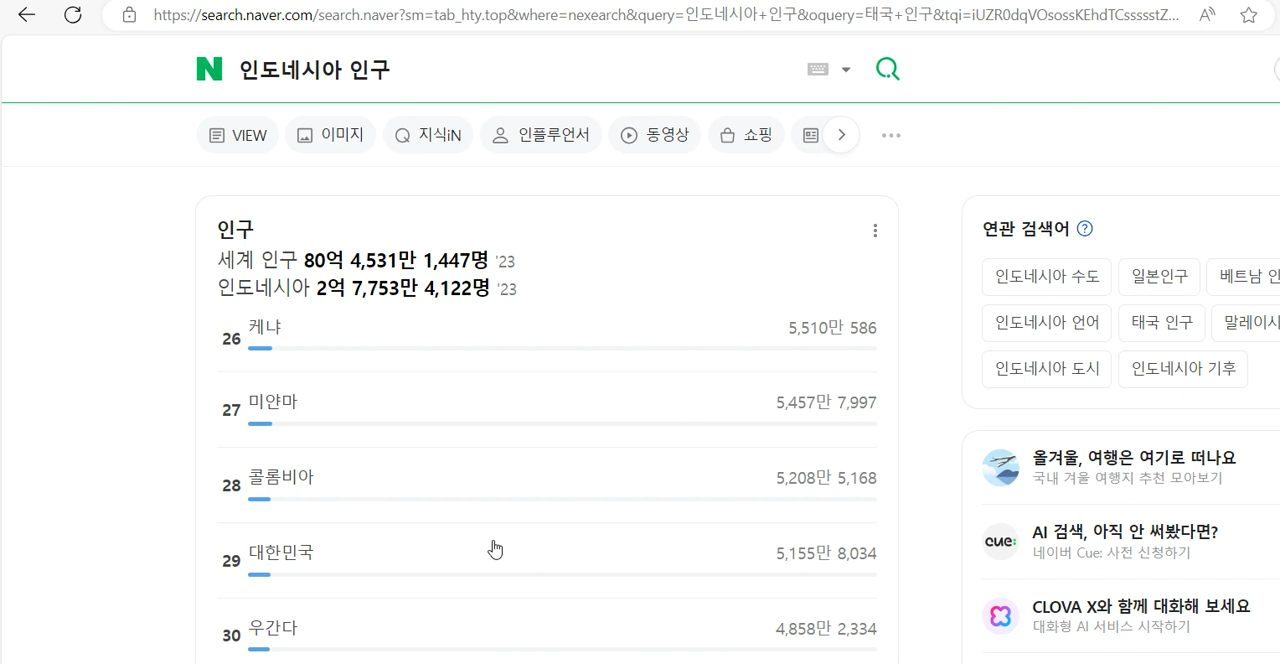 https://search.naver.com/search.naver?sm=tab_hty.top&where=nexearch&query=인도네시아+인구&oquery=태국+인구&tqi=iUZR0dqVOsossKEhdTCssssstZ...
N 인도네시아 인구
VIEW 이미지 지식iN 인플루언서 동영상 쇼핑
인구
세계 인구 80억 4,531만 1,447명 '23
인도네시아 2억 7,753만 4,122명 '23
26 케냐 5,510만 586
27 미얀마 5,457만 7,997
28 콜롬비아 5,208만 5,168
29 대한민국 5,155만 8,034
30 우간다 4,858만 2,334
연관 검색어
인도네시아 수도 일본인구 베트남 인
인도네시아 언어 태국 인구 말레이시
인도네시아 도시 인도네시아 기후
올겨울, 여행은 여기로 떠나요
국내 겨울 여행지 추천 모아보기
cue:
AI 검색, 아직 안 써봤다면?
네이버 Cue: 사전 신청하기
CLOVA X와 함께 대화해 보세요
대화형 AI 서비스 시작하기